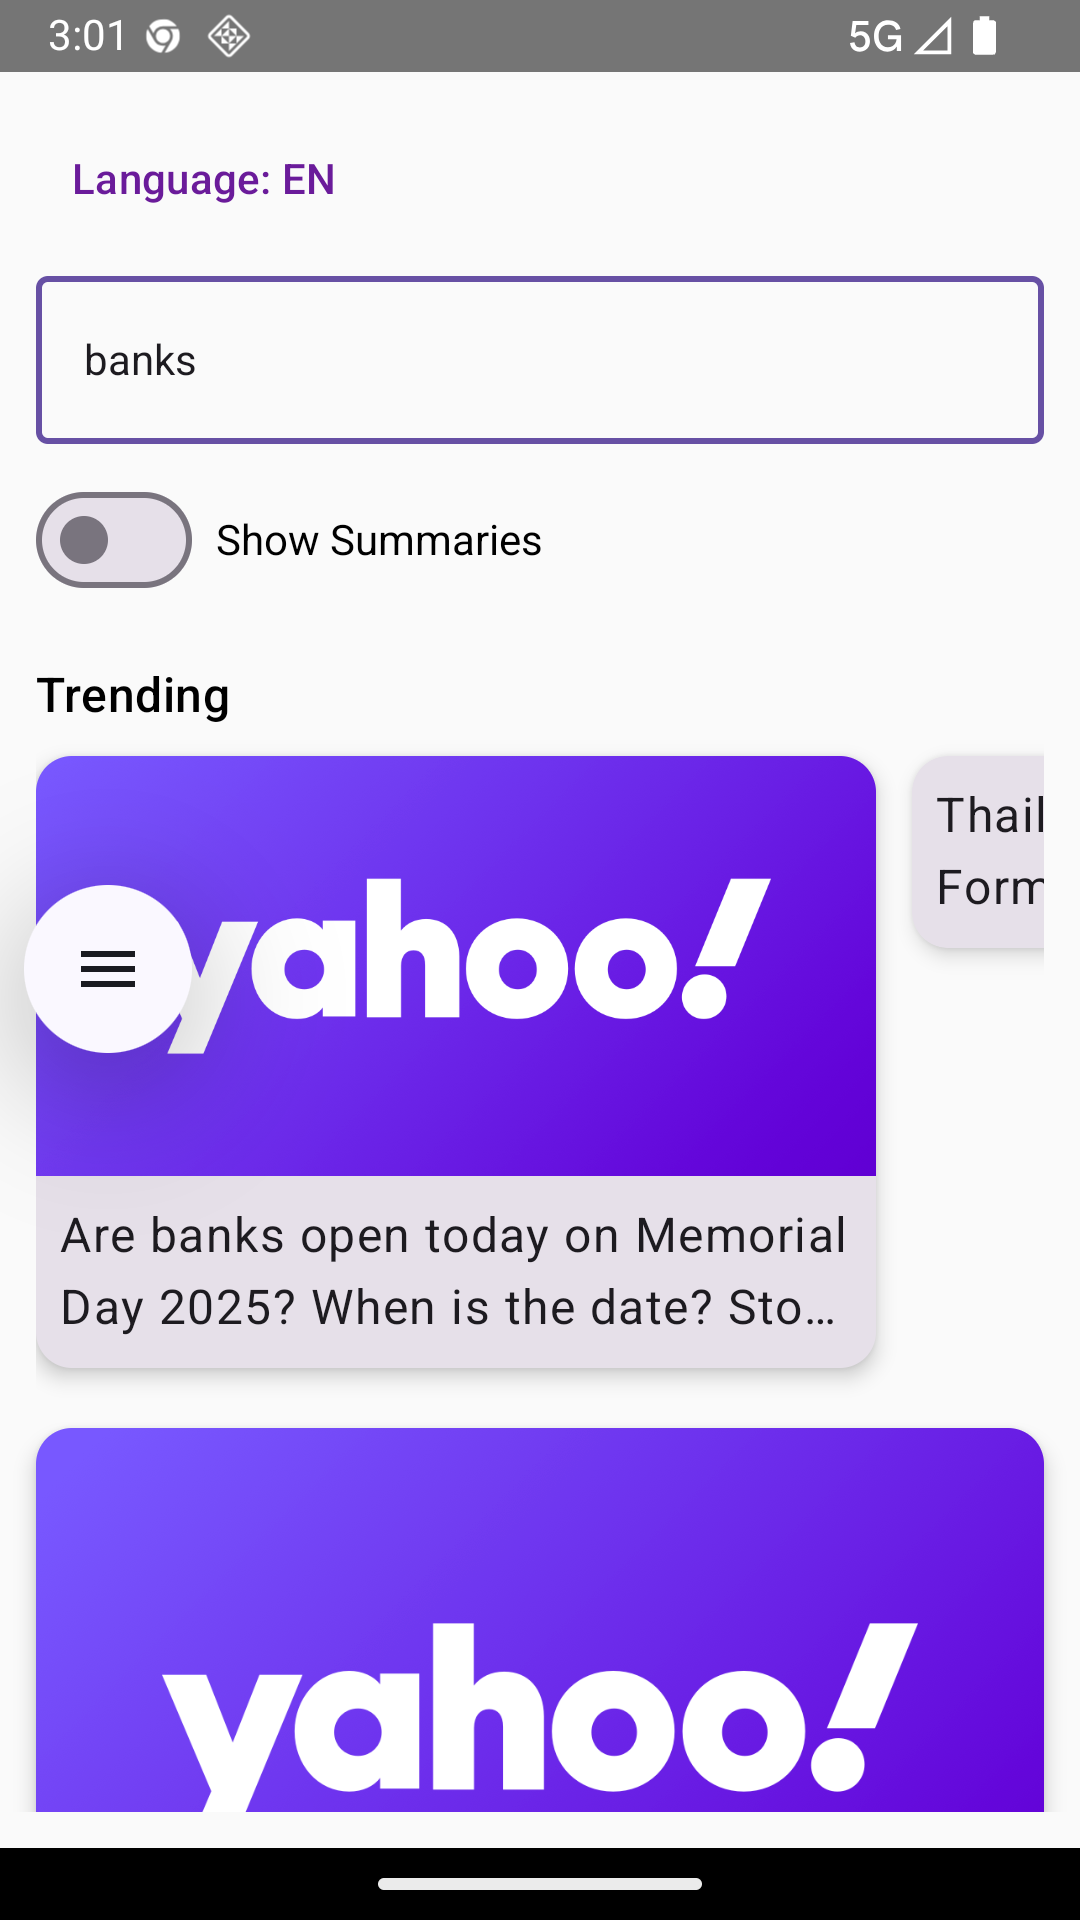 3:01
5G
Language: EN
banks
Show Summaries
Trending
yahoo!
Are banks open today on Memorial
Day 2025? When is the date? Sto...
Thail
Form
yahoo!